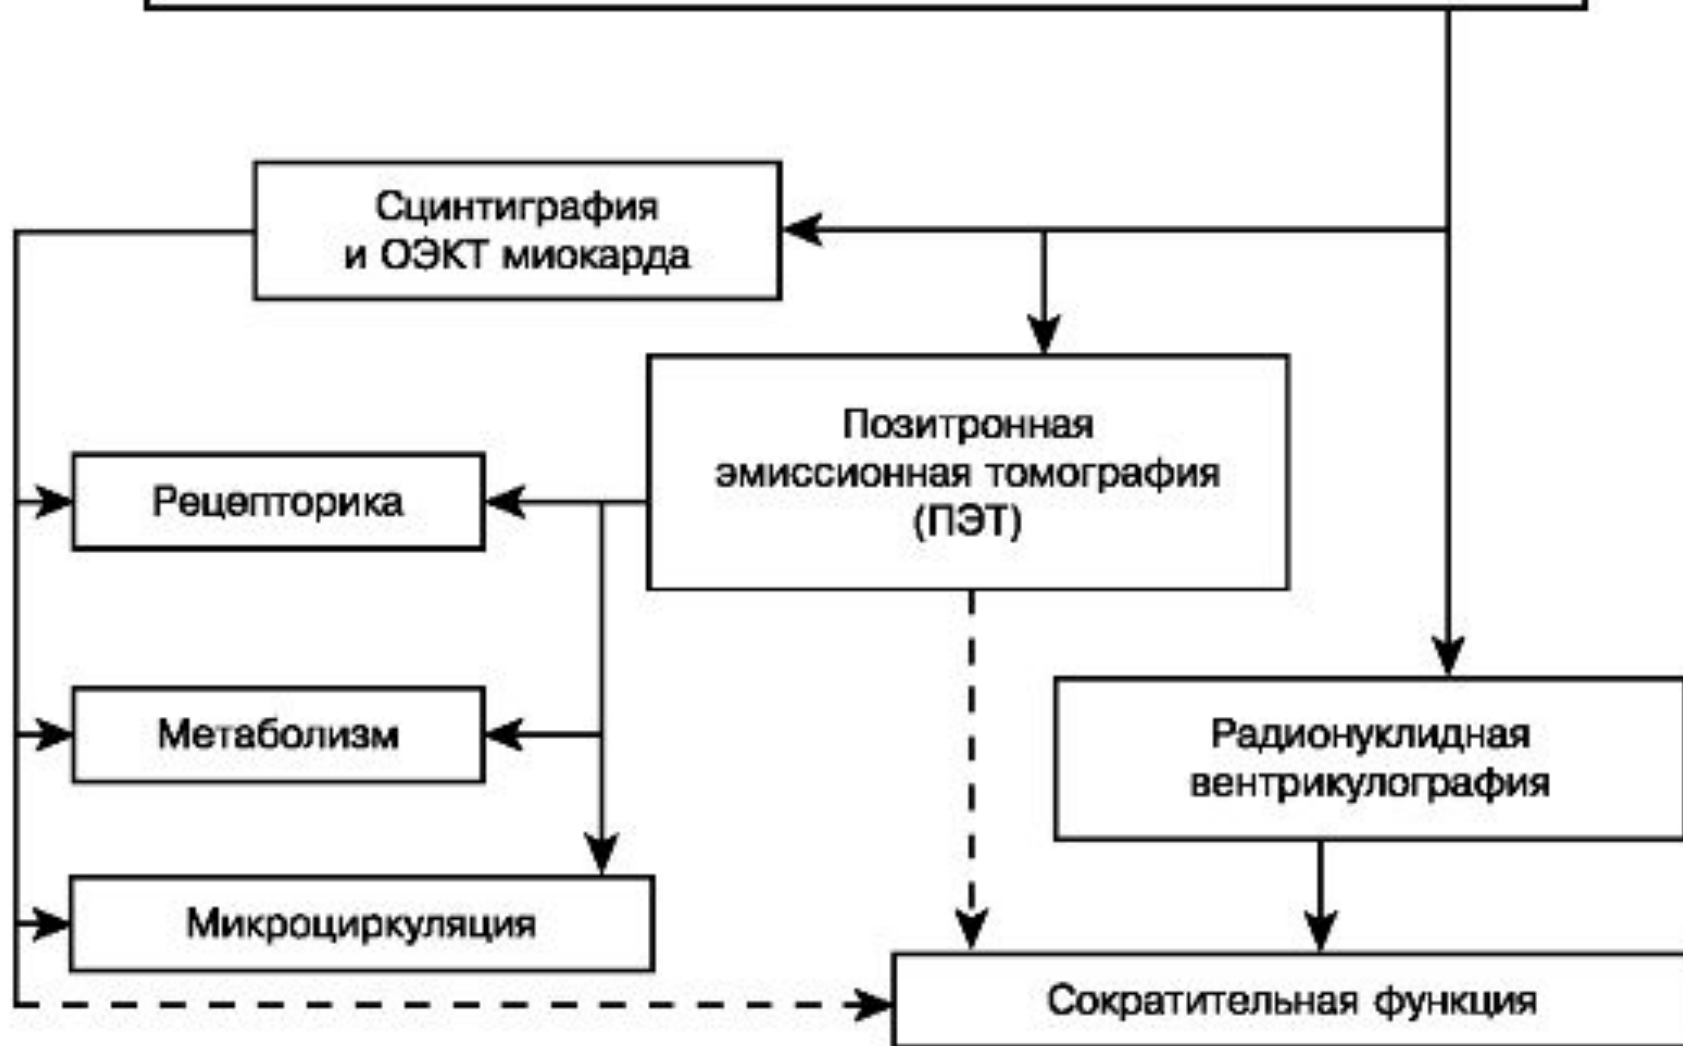 Сцинтиграфия
и ОЭКТ миокарда
Позитронная
эмиссионная томография
(ПЭТ)
Рецепторика
Метаболизм
Радионуклидная
вентрикулография
Микроциркуляция
Сократительная функция